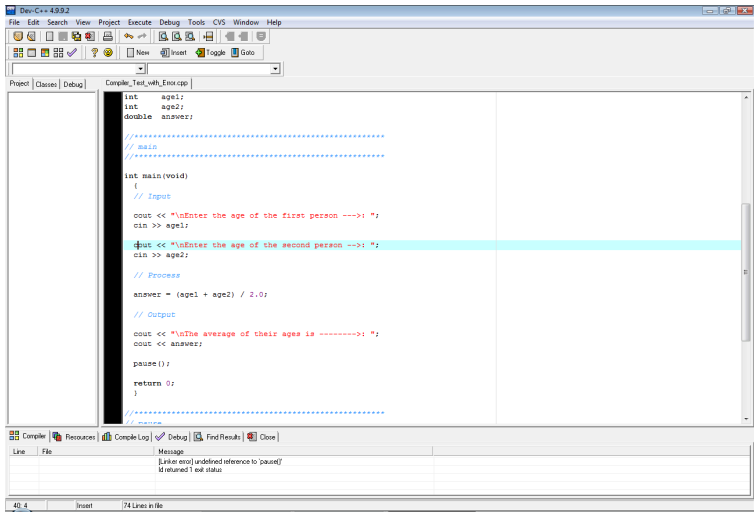 Dev-C++ 4.9.9.2
File Edit Search View Project Execute Debug Tools CVS Window Help
New Insert Toggle Goto
Project Classes Debug Compiler_Test_with_Error.cpp
int age1;
int age2;
double answer;
//******************************************************
// main
//******************************************************
int main(void)
{
// Input
cout << "\nEnter the age of the first person --->: ";
cin >> age1;
cout << "\nEnter the age of the second person -->: ";
cin >> age2;
// Process
answer = (age1 + age2) / 2.0;
// Output
cout << "\nThe average of their ages is -------->: ";
cout << answer;
pause();
return 0;
}
//******************************************************
// pause
Compiler Resources Compile Log Debug Find Results Close
Line File Message
[Linker error] undefined reference to `pause()'
ld returned 1 exit status
40: 4 Insert 74 Lines in file